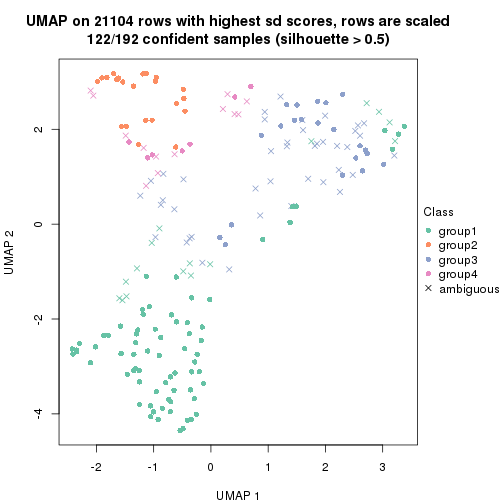 UMAP on 21104 rows with highest sd scores, rows are scaled
122/192 confident samples (silhouette > 0.5)
UMAP 2
2
0
-2
-4
-2
-1
0
1
2
3
UMAP 1
Class
group1
group2
group3
group4
ambiguous